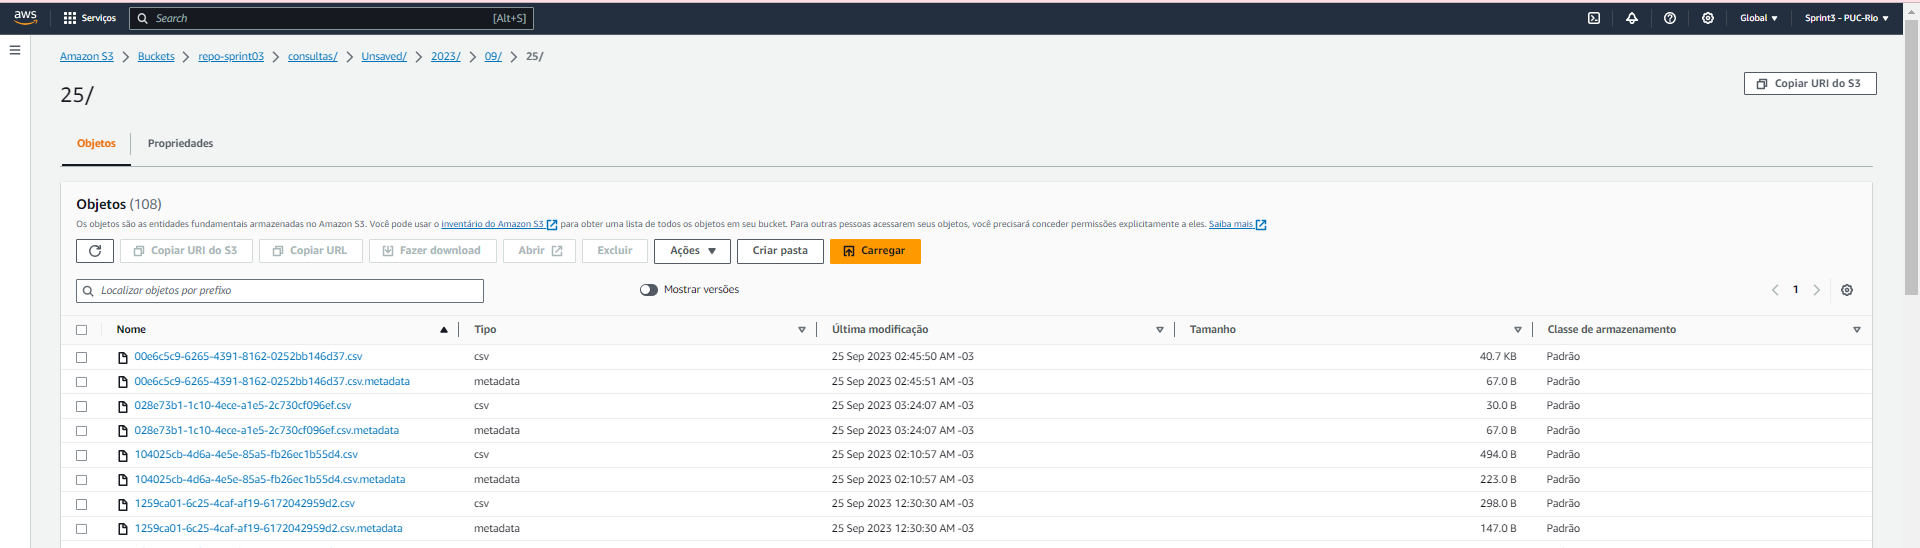 aws Serviços Search [Alt+S] Global Sprint3 - PUC-Rio
Amazon S3 Buckets repo-sprint03 consultas/ Unsaved/ 2023/ 09/ 25/
25/ Copiar URI do S3
Objetos Propriedades
Objetos (108)
Os objetos são as entidades fundamentais armazenadas no Amazon S3. Você pode usar o inventário do Amazon S3 para obter uma lista de todos os objetos em seu bucket. Para outras pessoas acessarem seus objetos, você precisará conceder permissões explicitamente a eles. Saiba mais
Copiar URI do S3 Copiar URL Fazer download Abrir Excluir Ações Criar pasta Carregar
Localizar objetos por prefixo Mostrar versões 1
Nome Tipo Última modificação Tamanho Classe de armazenamento
00e6c5c9-6265-4391-8162-0252bb146d37.csv csv 25 Sep 2023 02:45:50 AM -03 40.7 KB Padrão
00e6c5c9-6265-4391-8162-0252bb146d37.csv.metadata metadata 25 Sep 2023 02:45:51 AM -03 67.0 B Padrão
028e73b1-1c10-4ece-a1e5-2c730cf096ef.csv csv 25 Sep 2023 03:24:07 AM -03 30.0 B Padrão
028e73b1-1c10-4ece-a1e5-2c730cf096ef.csv.metadata metadata 25 Sep 2023 03:24:07 AM -03 67.0 B Padrão
104025cb-4d6a-4e5e-85a5-fb26ec1b55d4.csv csv 25 Sep 2023 02:10:57 AM -03 494.0 B Padrão
104025cb-4d6a-4e5e-85a5-fb26ec1b55d4.csv.metadata metadata 25 Sep 2023 02:10:57 AM -03 223.0 B Padrão
1259ca01-6c25-4caf-af19-6172042959d2.csv csv 25 Sep 2023 12:30:30 AM -03 298.0 B Padrão
1259ca01-6c25-4caf-af19-6172042959d2.csv.metadata metadata 25 Sep 2023 12:30:30 AM -03 147.0 B Padrão